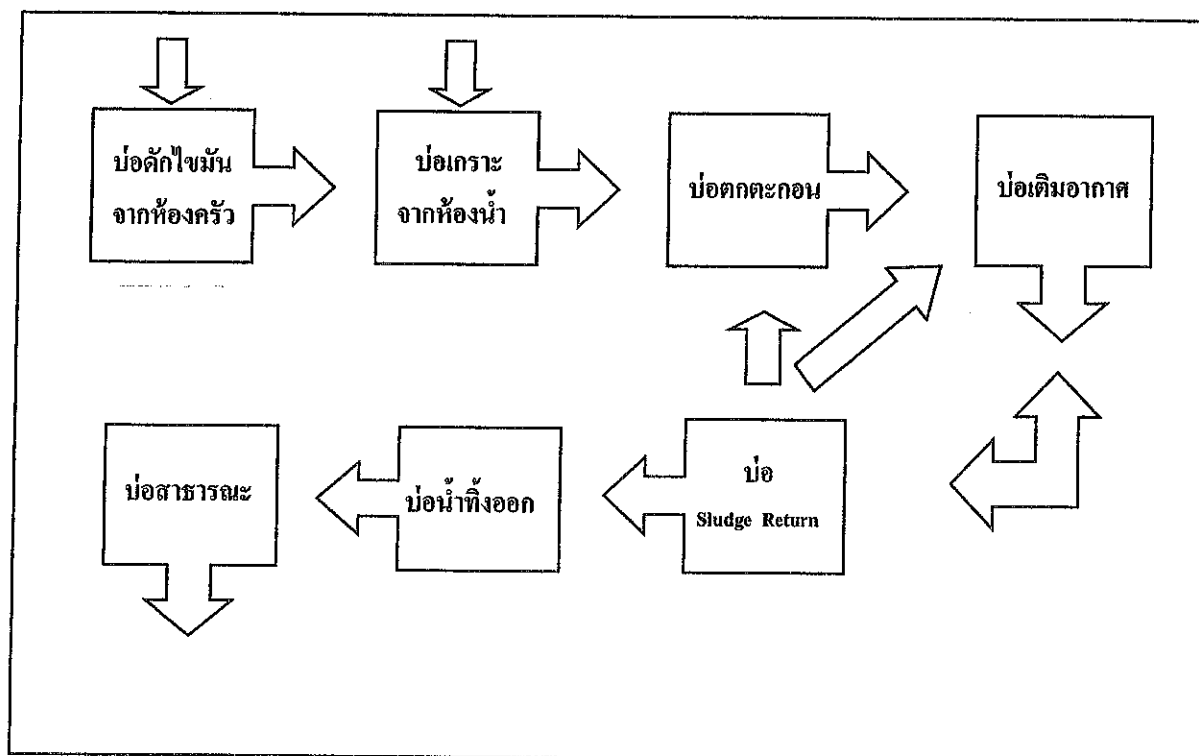 บ่อดักไขมัน
จากห้องครัว
บ่อเกราะ
จากห้องน้ำ
บ่อตกตะกอน
บ่อเติมอากาศ
บ่อสาธารณะ
บ่อน้ำทิ้งออก
บ่อ
Sludge Return